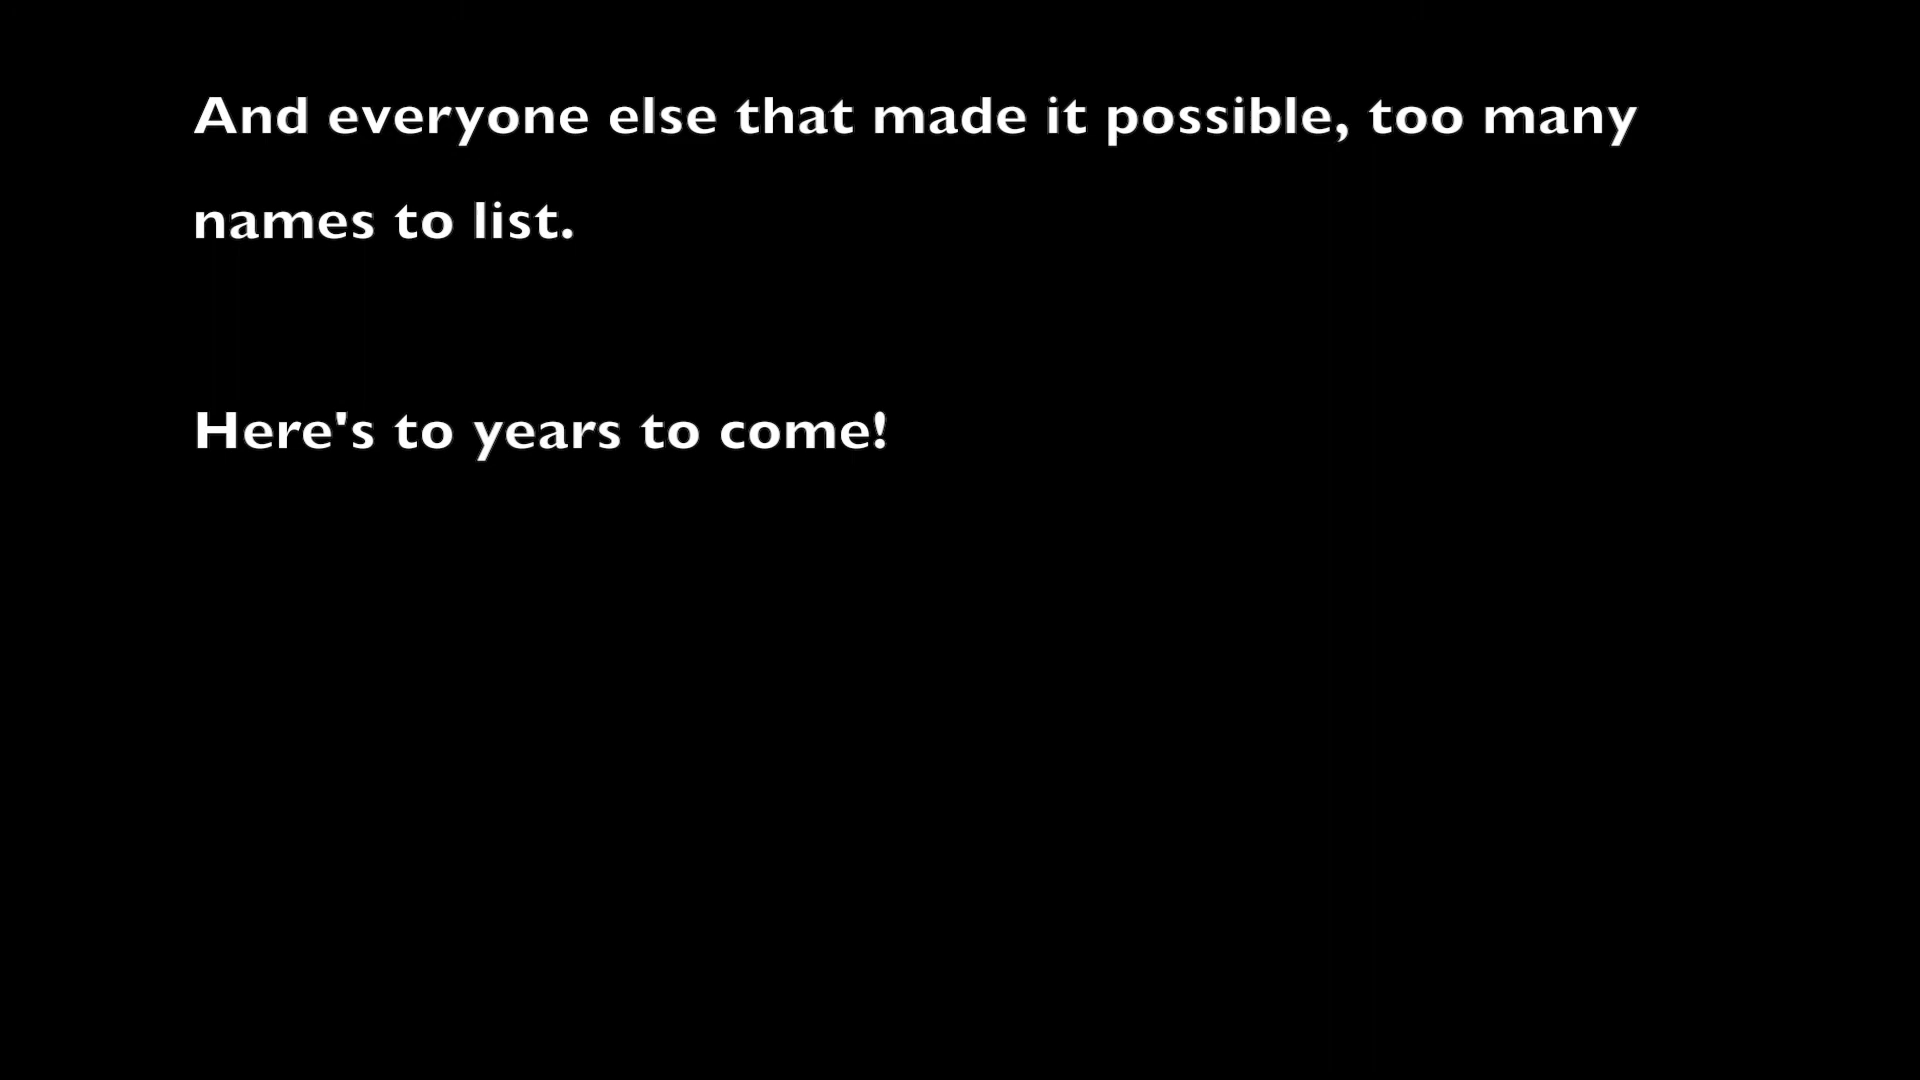 And everyone else that made it possible, too many
names to list.
Here's to years to come!